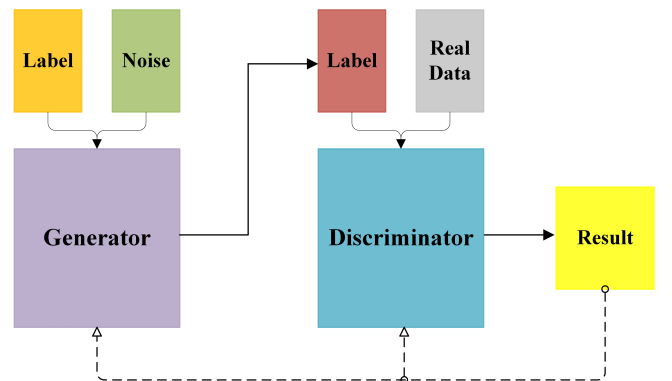 Label
Noise
Label
Real
Data
Generator
Discriminator
Result